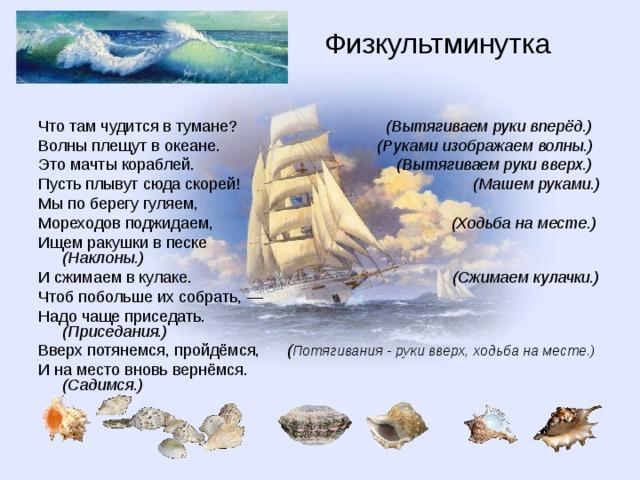 Физкультминутка
Что там чудится в тумане? (Вытягиваем руки вперёд.)
Волны плещут в океане. (Руками изображаем волны.)
Это мачты кораблей. (Вытягиваем руки вверх.)
Пусть плывут сюда скорей! (Машем руками.)
Мы по берегу гуляем,
Мореходов поджидаем, (Ходьба на месте.)
Ищем ракушки в песке
(Наклоны.)
И сжимаем в кулаке. (Сжимаем кулачки.)
Чтоб побольше их собрать, —
Надо чаще приседать.
(Приседания.)
Вверх потянемся, пройдёмся, (Потягивания - руки вверх, ходьба на месте.)
И на место вновь вернёмся.
(Садимся.)